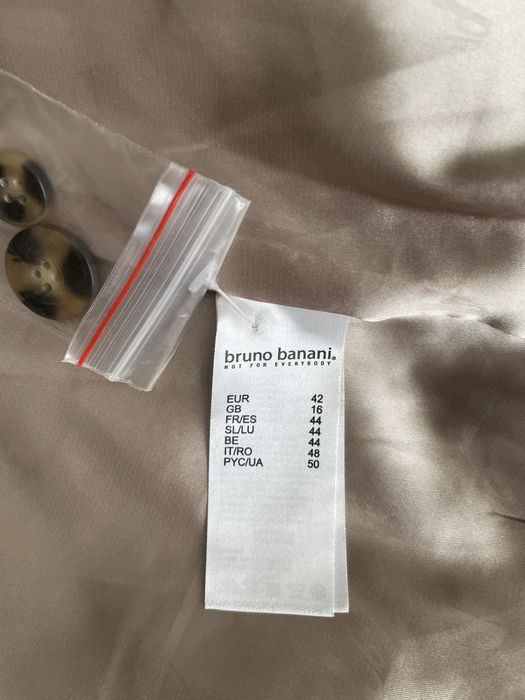 bruno banani.
NOT FOR EVERYBODY
EUR 42
GB 16
FR/ES 44
SL/LU 44
BE 44
IT/RO 48
PYC/UA 50